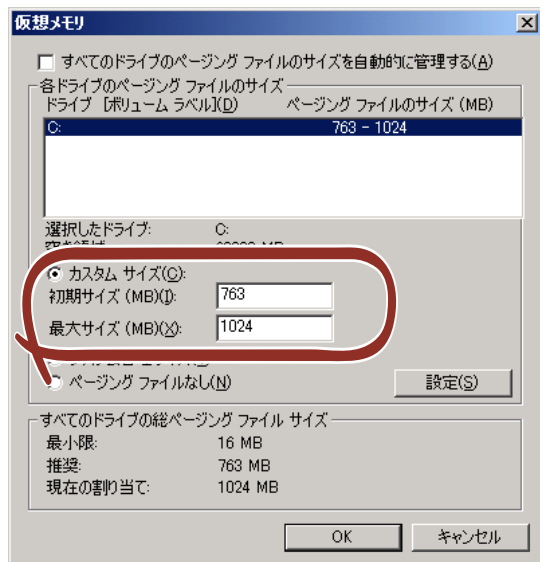 仮想メモリ
すべてのドライブのページング ファイルのサイズを自動的に管理する(A)
各ドライブのページング ファイルのサイズ
ドライブ [ボリューム ラベル](D) ページング ファイルのサイズ (MB)
C: 763 - 1024
選択したドライブ: C:
カスタム サイズ(C):
初期サイズ (MB)(I): 763
最大サイズ (MB)(X): 1024
ページング ファイルなし(N) 設定(S)
すべてのドライブの総ページング ファイル サイズ
最小限: 16 MB
推奨: 763 MB
現在の割り当て: 1024 MB
OK キャンセル